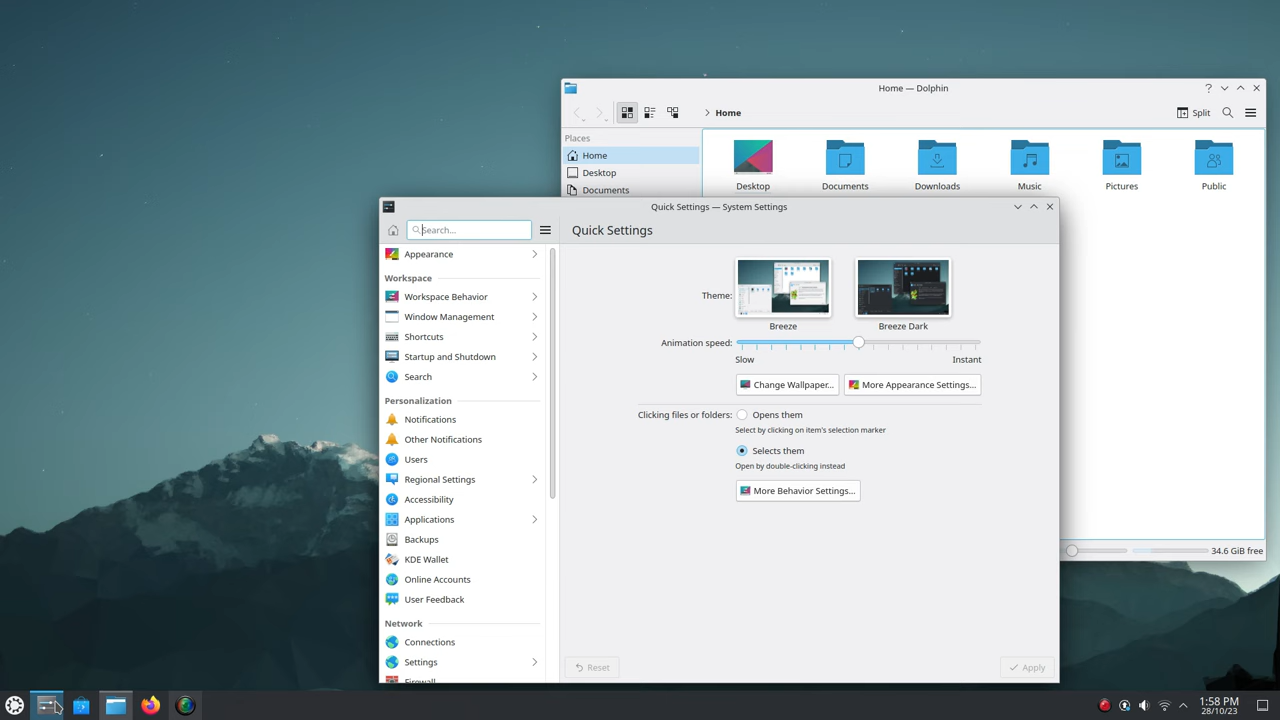 Home — Dolphin
Home
Split
Places
Home
Desktop
Documents
Desktop
Documents
Downloads
Music
Pictures
Public
34.6 GiB free
Quick Settings — System Settings
Search...
Quick Settings
Appearance
Workspace
Workspace Behavior
Window Management
Shortcuts
Startup and Shutdown
Search
Personalization
Notifications
Other Notifications
Users
Regional Settings
Accessibility
Applications
Backups
KDE Wallet
Online Accounts
User Feedback
Network
Connections
Settings
Firewall
Theme:
Breeze
Breeze Dark
Animation speed:
Slow
Instant
Change Wallpaper...
More Appearance Settings...
Clicking files or folders:
Opens them
Select by clicking on item's selection marker
Selects them
Open by double-clicking instead
More Behavior Settings...
Reset
Apply
1:58 PM
28/10/23